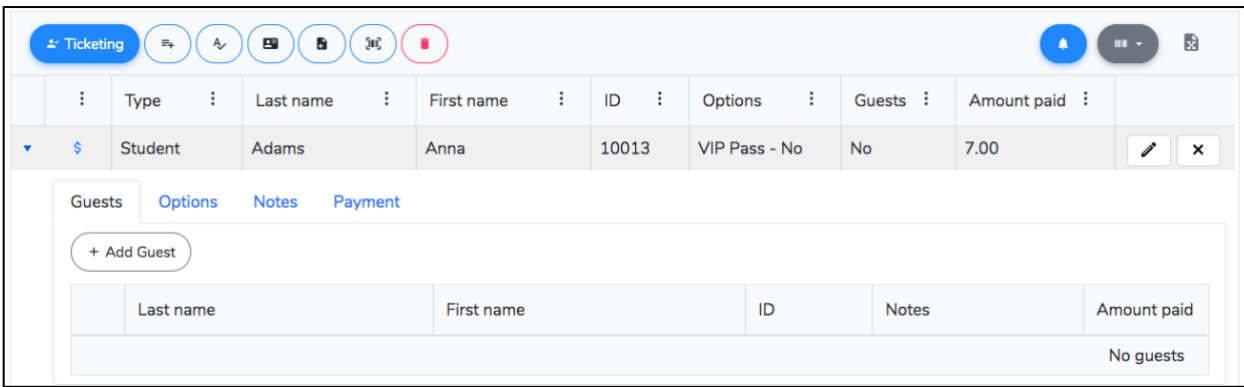 Ticketing
Type Last name First name ID Options Guests Amount paid
$ Student Adams Anna 10013 VIP Pass - No No 7.00
Guests Options Notes Payment
+ Add Guest
Last name First name ID Notes Amount paid
No guests